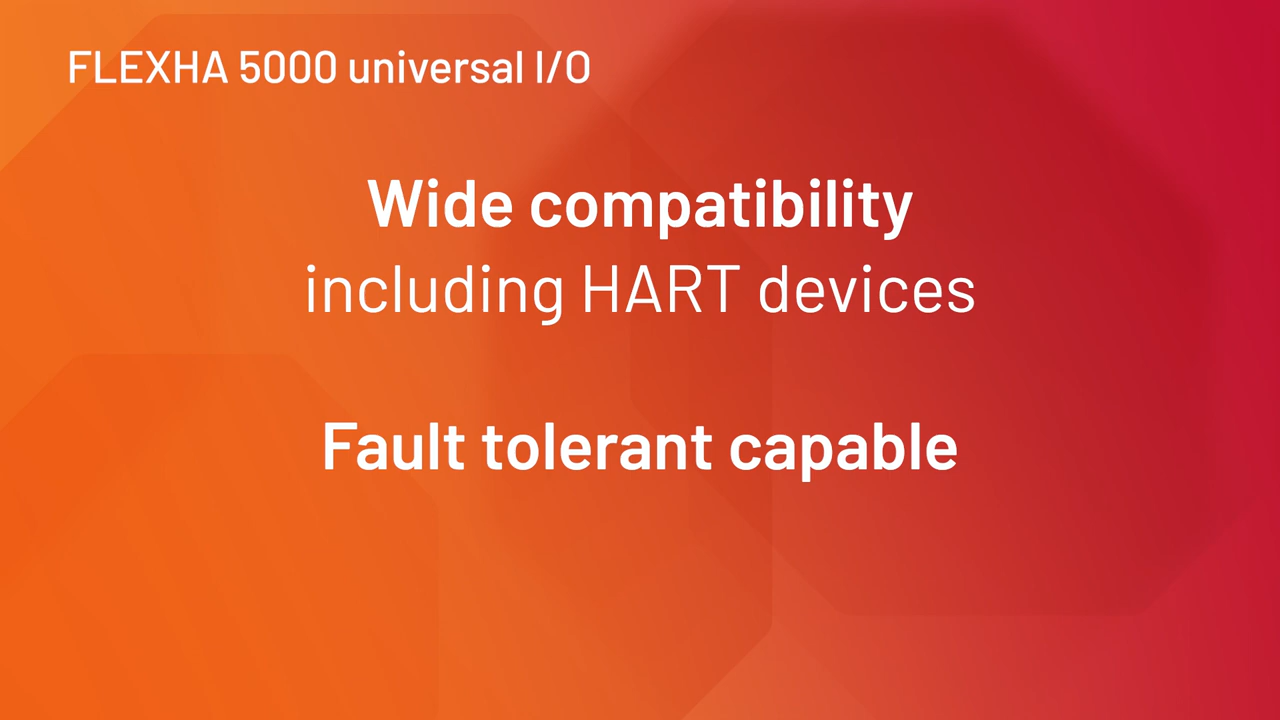 FLEXHA 5000 universal I/O
Wide compatibility
including HART devices
Fault tolerant capable